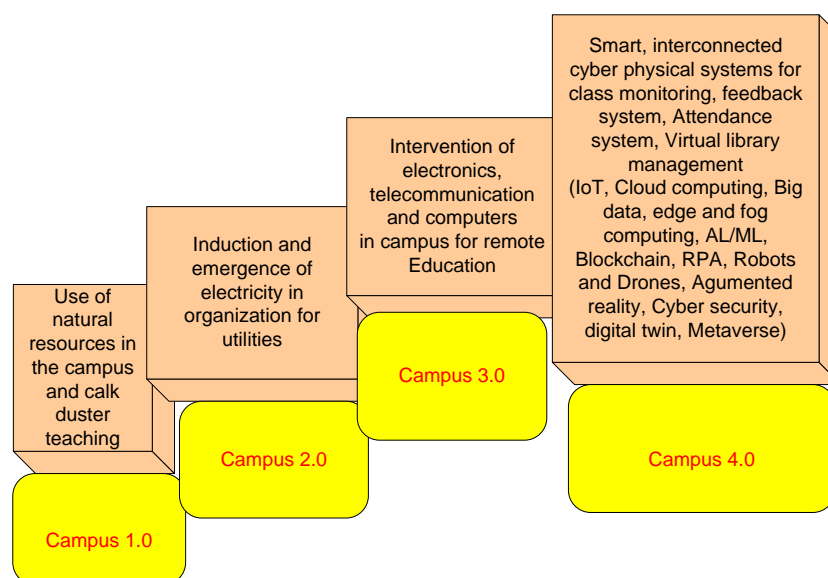 Use of
natural
resources in
the campus
and calk
duster
teaching
Campus 1.0
Induction and
emergence of
electricity in
organization for
utilities
Campus 2.0
Intervention of
electronics,
telecommunication
and computers
in campus for remote
Education
Campus 3.0
Smart, interconnected
cyber physical systems for
class monitoring, feedback
system, Attendance
system, Virtual library
management
(IoT, Cloud computing, Big
data, edge and fog
computing, AL/ML,
Blockchain, RPA, Robots
and Drones, Agumented
reality, Cyber security,
digital twin, Metaverse)
Campus 4.0